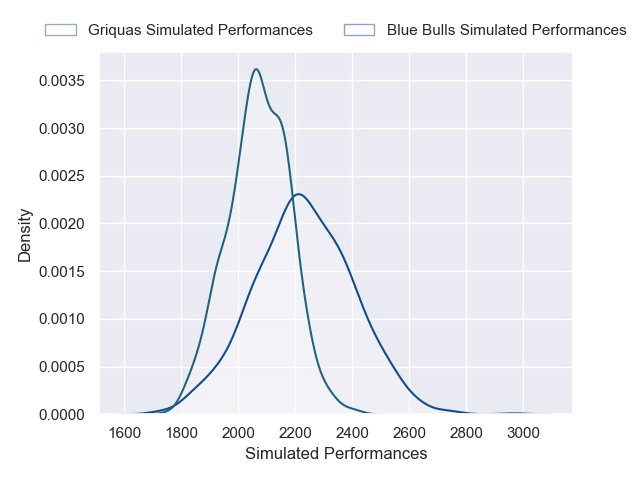 Griquas Simulated Performances
Blue Bulls Simulated Performances
0.0035
0.0030
0.0025
0.0020
0.0015
0.0010
0.0005
0.0000
Density
1600 1800 2000 2200 2400 2600 2800 3000
Simulated Performances